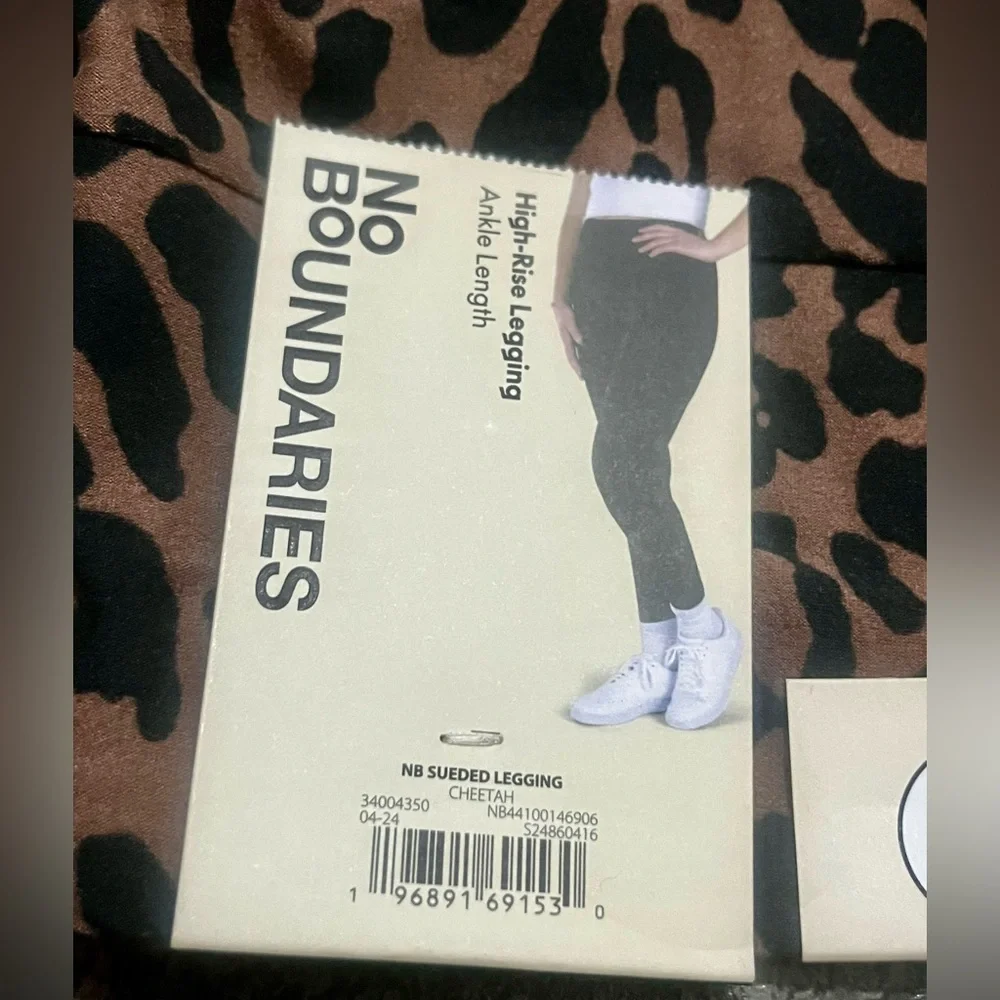 NO
BOUNDARIES
High-Rise Legging
Ankle Length
NB SUEDED LEGGING
CHEETAH
34004350 NB44100146906
04-24 S24860416
1 96891 69153 0